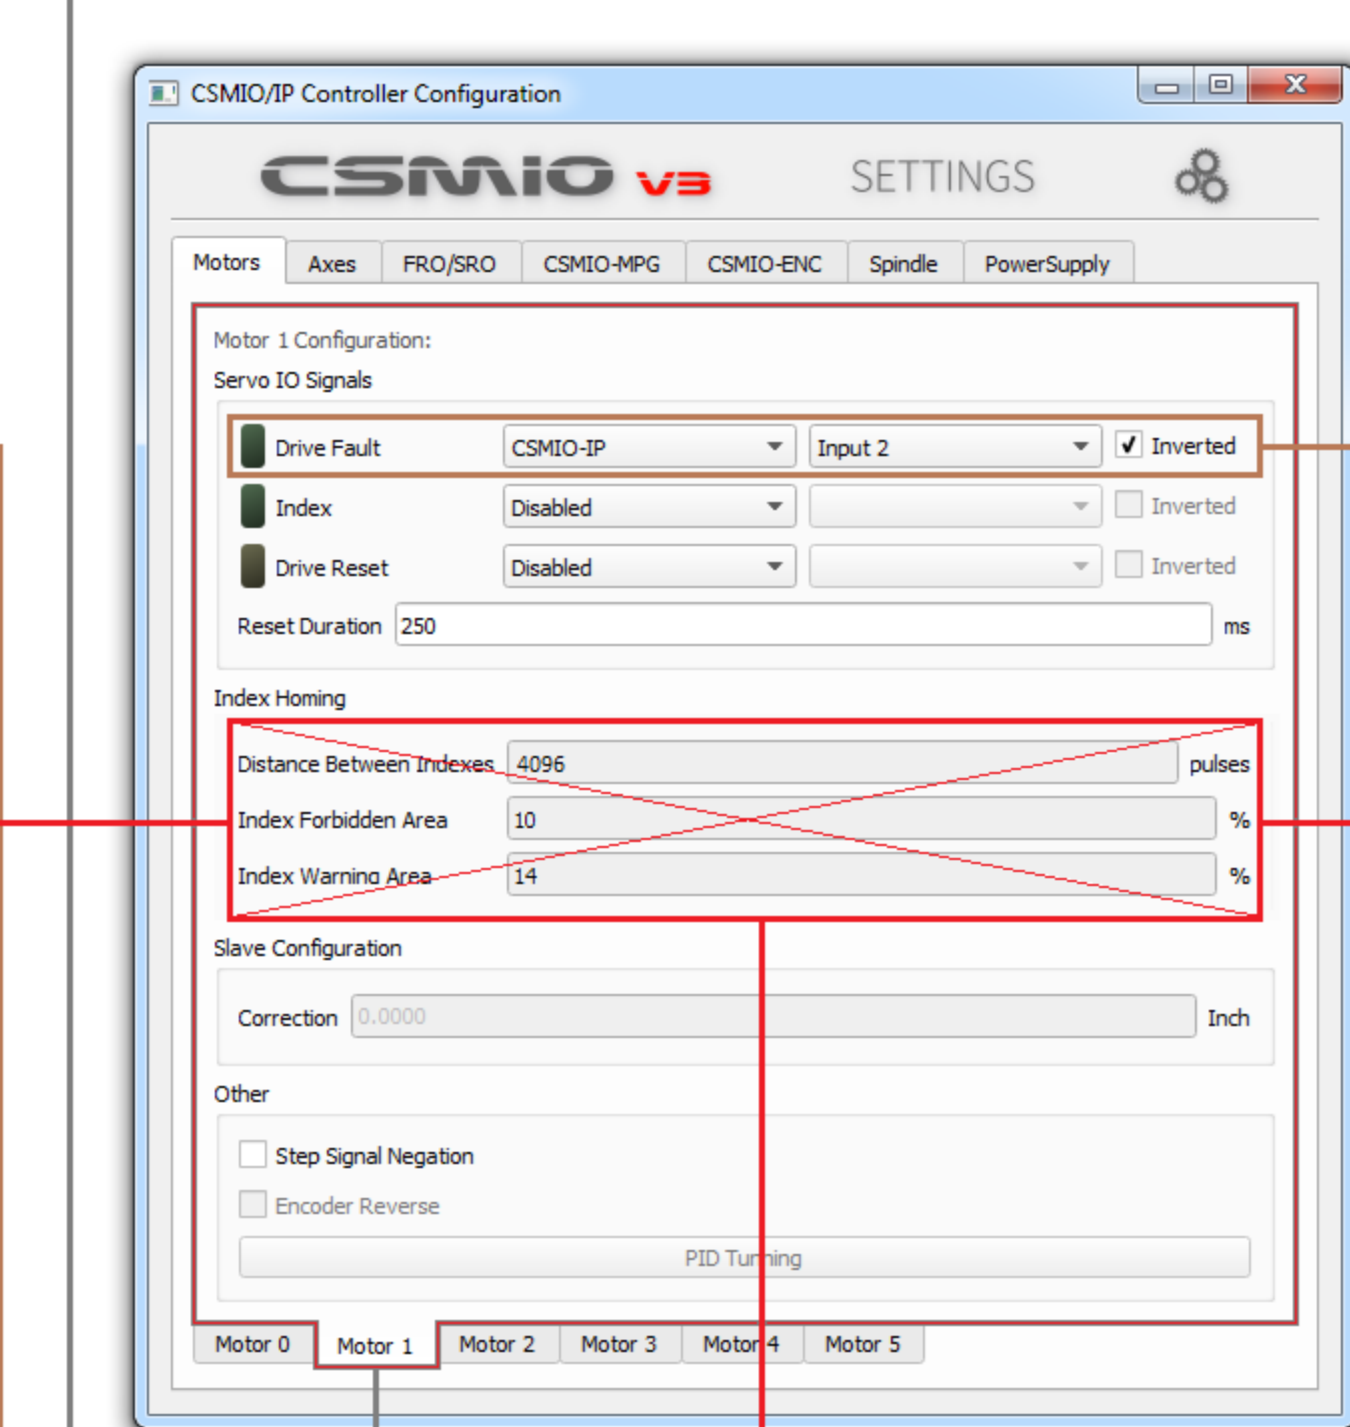 CSMIO/IP Controller Configuration
CSMIO V3 SETTINGS
Motors Axes FRO/SRO CSMIO-MPG CSMIO-ENC Spindle PowerSupply
Motor 1 Configuration:
Servo IO Signals
Drive Fault CSMIO-IP Input 2 Inverted
Index Disabled Inverted
Drive Reset Disabled Inverted
Reset Duration 250 ms
Index Homing
Distance Between Indexes 4096 pulses
Index Forbidden Area 10 %
Index Warning Area 14 %
Slave Configuration
Correction 0.0000 Inch
Other
Step Signal Negation
Encoder Reverse
PID Tunning
Motor 0 Motor 1 Motor 2 Motor 3 Motor 4 Motor 5